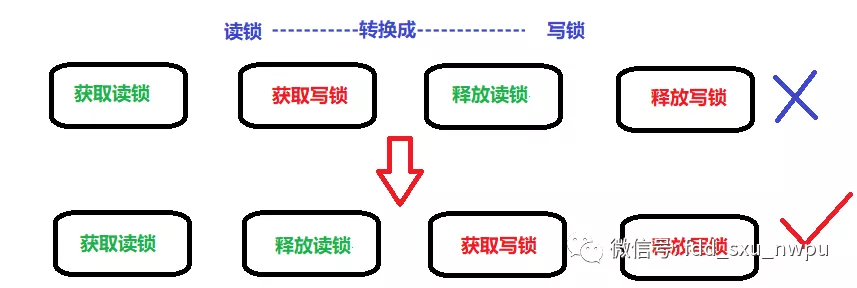 读锁 -----------转换成-------------- 写锁
获取读锁 获取写锁 释放读锁 释放写锁
获取读锁 释放读锁 获取写锁 释放写锁
微信号: rad_sxu_nwpu